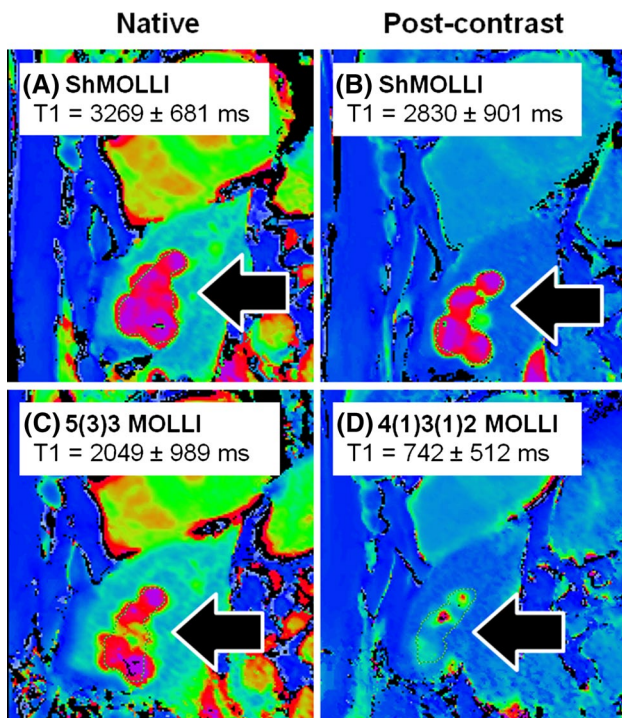 Native
Post-contrast
(A) ShMOLLI
T1 = 3269 ± 681 ms
(B) ShMOLLI
T1 = 2830 ± 901 ms
(C) 5(3)3 MOLLI
T1 = 2049 ± 989 ms
(D) 4(1)3(1)2 MOLLI
T1 = 742 ± 512 ms